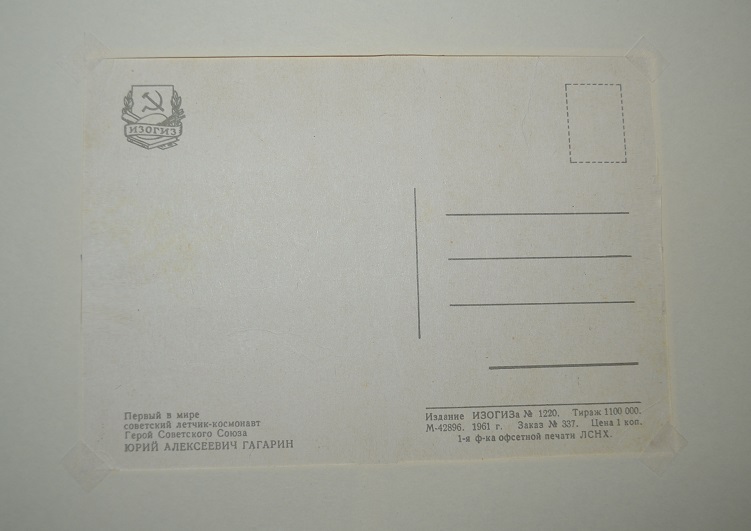 ИЗОГИЗ
Первый в мире
советский летчик-космонавт
Герой Советского Союза
ЮРИЙ АЛЕКСЕЕВИЧ ГАГАРИН
Издание ИЗОГИЗа № 1220. Тираж 1100 000.
М-42896. 1961 г. Заказ № 337. Цена 1 коп.
1-я ф-ка офсетной печати ЛСНХ.